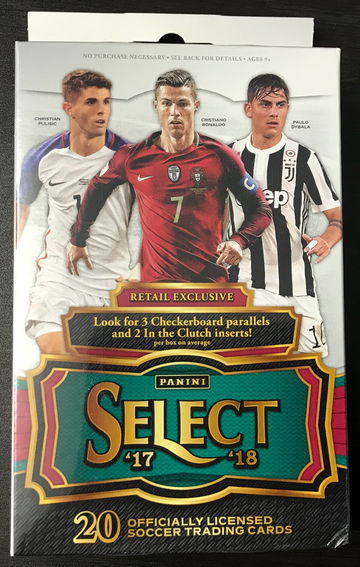 NO PURCHASE NECESSARY • SEE BACK FOR DETAILS • AGES 9+
CHRISTIAN
PULISIC
CRISTIANO
RONALDO
PAULO
DYBALA
7
Jeep
RETAIL EXCLUSIVE
Look for 3 Checkerboard parallels
and 2 In the Clutch inserts!
per box on average
PANINI
SELECT
'17 '18
20 OFFICIALLY LICENSED
SOCCER TRADING CARDS